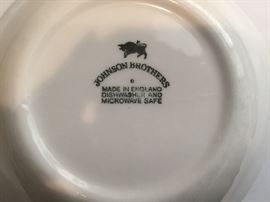 JOHNSON BROTHERS
MADE IN ENGLAND
DISHWASHER AND
MICROWAVE SAFE